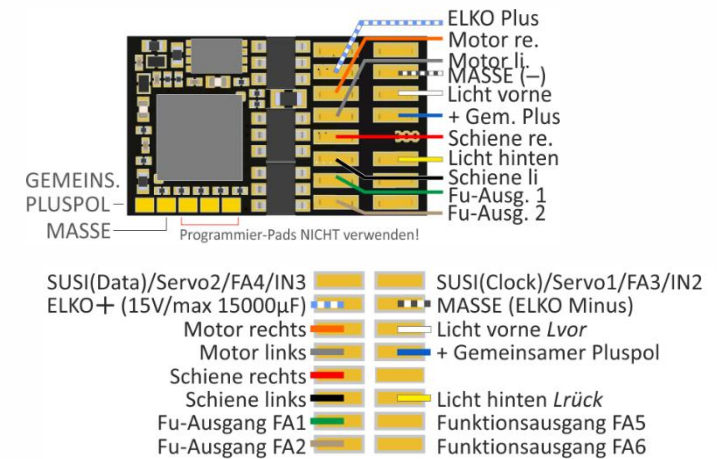 ELKO Plus
Motor re.
Motor li.
MASSE (–)
Licht vorne
+ Gem. Plus
Schiene re.
Licht hinten
Schiene li
Fu-Ausg. 1
Fu-Ausg. 2
GEMEINS.
PLUSPOL
MASSE
Programmier-Pads NICHT verwenden!
SUSI(Data)/Servo2/FA4/IN3 SUSI(Clock)/Servo1/FA3/IN2
ELKO+ (15V/max 15000µF) MASSE (ELKO Minus)
Motor rechts Licht vorne Lvor
Motor links + Gemeinsamer Pluspol
Schiene rechts
Schiene links Licht hinten Lrück
Fu-Ausgang FA1 Funktionsausgang FA5
Fu-Ausgang FA2 Funktionsausgang FA6